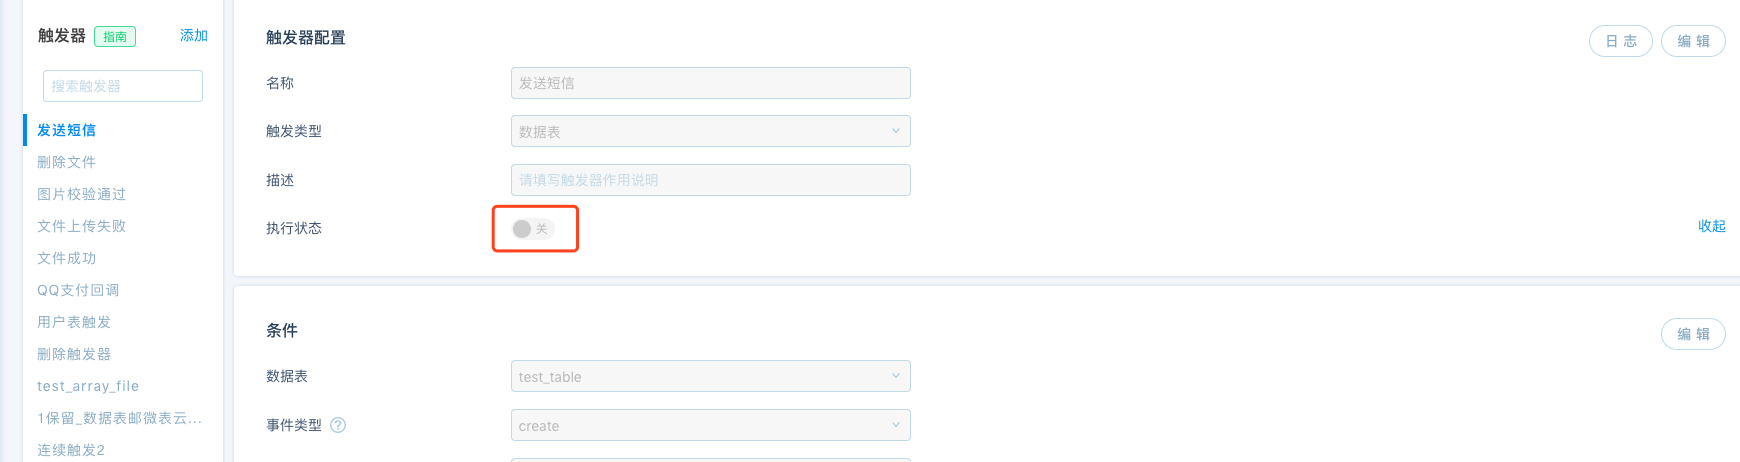 触发器 指南 添加
搜索触发器
发送短信
删除文件
图片校验通过
文件上传失败
文件成功
QQ支付回调
用户表触发
删除触发器
test_array_file
1保留_数据表邮微表云...
连续触发2
触发器配置 日志 编辑
名称 发送短信
触发类型 数据表
描述 请填写触发器作用说明
执行状态 关 收起
条件 编辑
数据表 test_table
事件类型 ? create